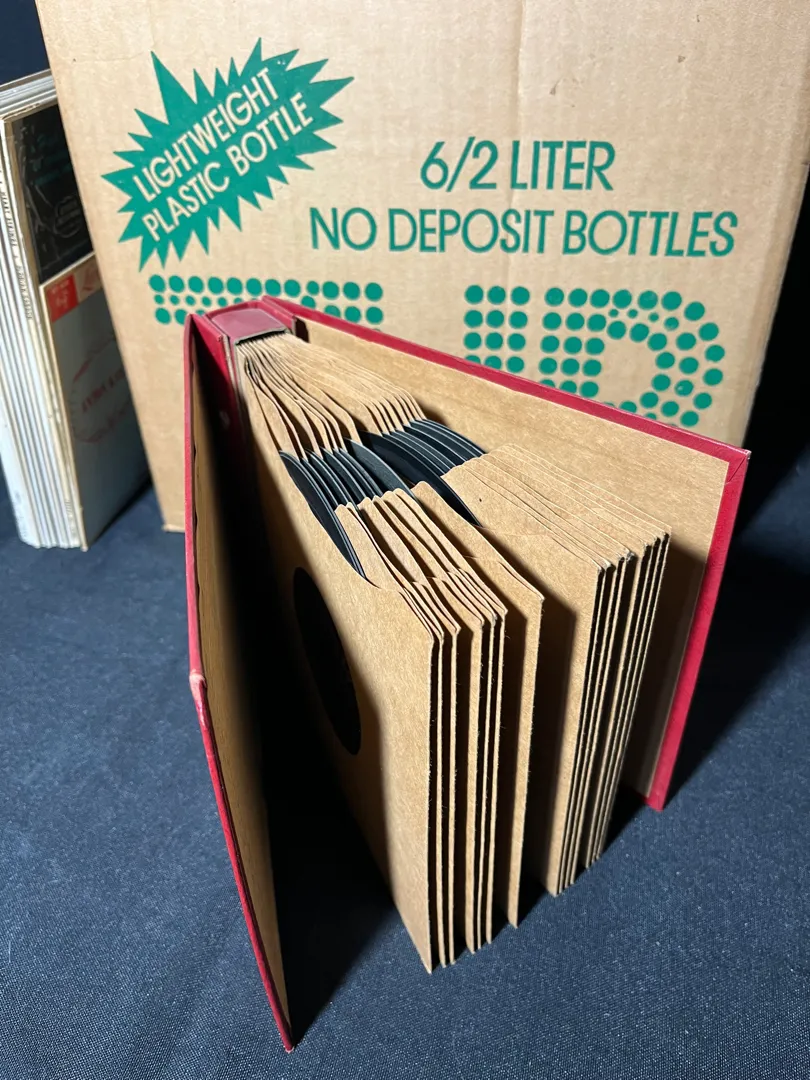 LIGHTWEIGHT
PLASTIC BOTTLE
6/2 LITER
NO DEPOSIT BOTTLES